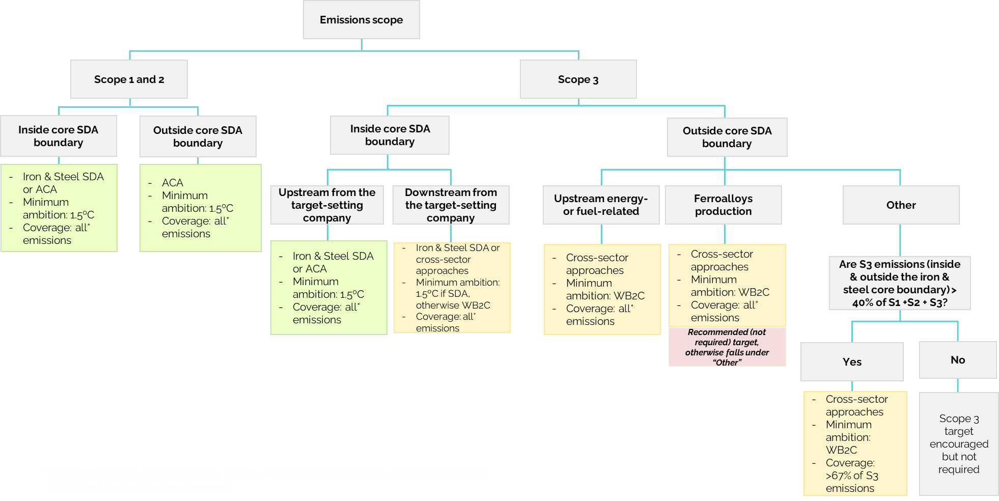 Emissions scope
Scope 1 and 2
Scope 3
Inside core SDA
boundary
Outside core SDA
boundary
Inside core SDA
boundary
Outside core SDA
boundary
- Iron & Steel SDA
or ACA
- Minimum
ambition: 1.5ºC
- Coverage: all*
emissions
- ACA
- Minimum
ambition: 1.5ºC
- Coverage: all*
emissions
Upstream from the
target-setting
company
Downstream from
the target-setting
company
Upstream energy-
or fuel-related
Ferroalloys
production
Other
- Iron & Steel SDA
or ACA
- Minimum
ambition: 1.5ºC
- Coverage: all*
emissions
- Iron & Steel SDA or
cross-sector
approaches
- Minimum ambition:
1.5ºC if SDA,
otherwise WB2C
- Coverage: all*
emissions
- Cross-sector
approaches
- Minimum
ambition: WB2C
- Coverage: all*
emissions
- Cross-sector
approaches
- Minimum
ambition: WB2C
- Coverage: all*
emissions
Recommended (not
required) target,
otherwise falls under
“Other”
Are S3 emissions (inside
& outside the iron &
steel core boundary) >
40% of S1 +S2 + S3?
Yes
No
- Cross-sector
approaches
- Minimum
ambition:
WB2C
- Coverage:
>67% of S3
emissions
Scope 3
target
encouraged
but not
required